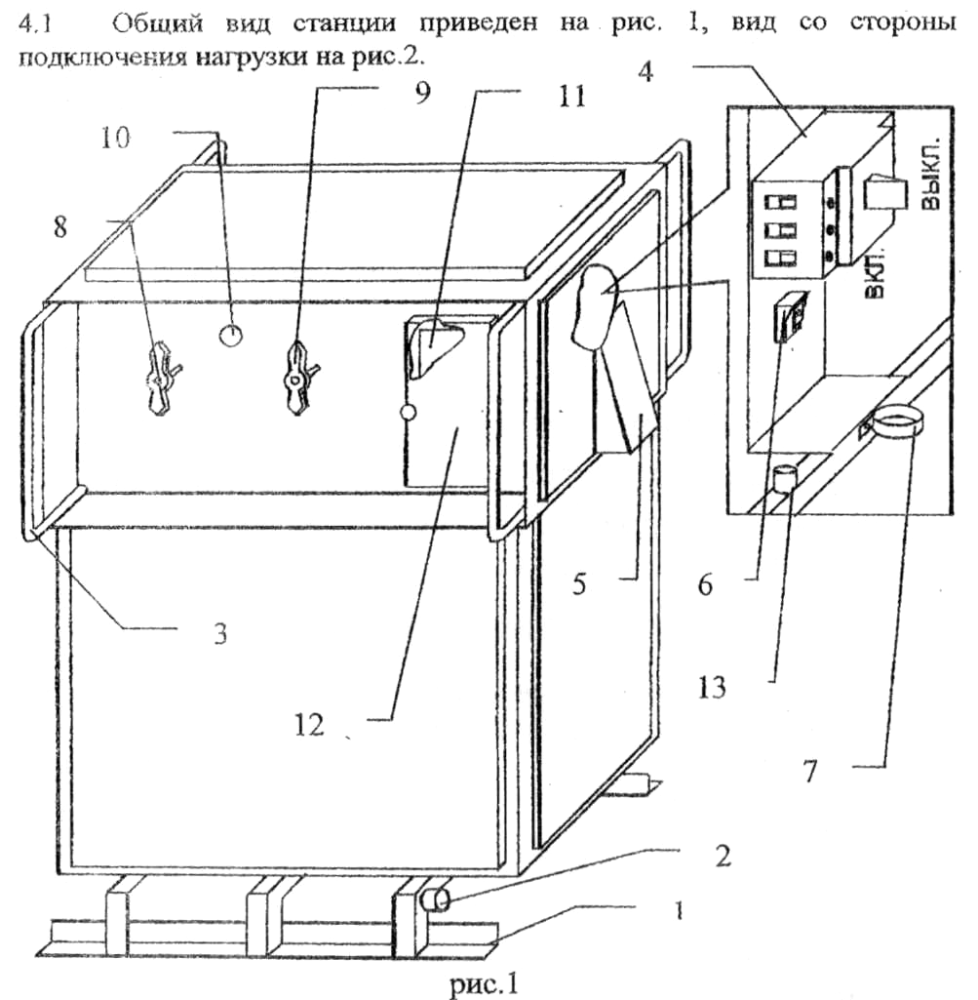 4.1 Общий вид станции приведен на рис. 1, вид со стороны
подключения нагрузки на рис.2.
4
9
11
10
8
ВЫКЛ.
ВКЛ.
5
6
3
13
12
7
2
1
рис.1